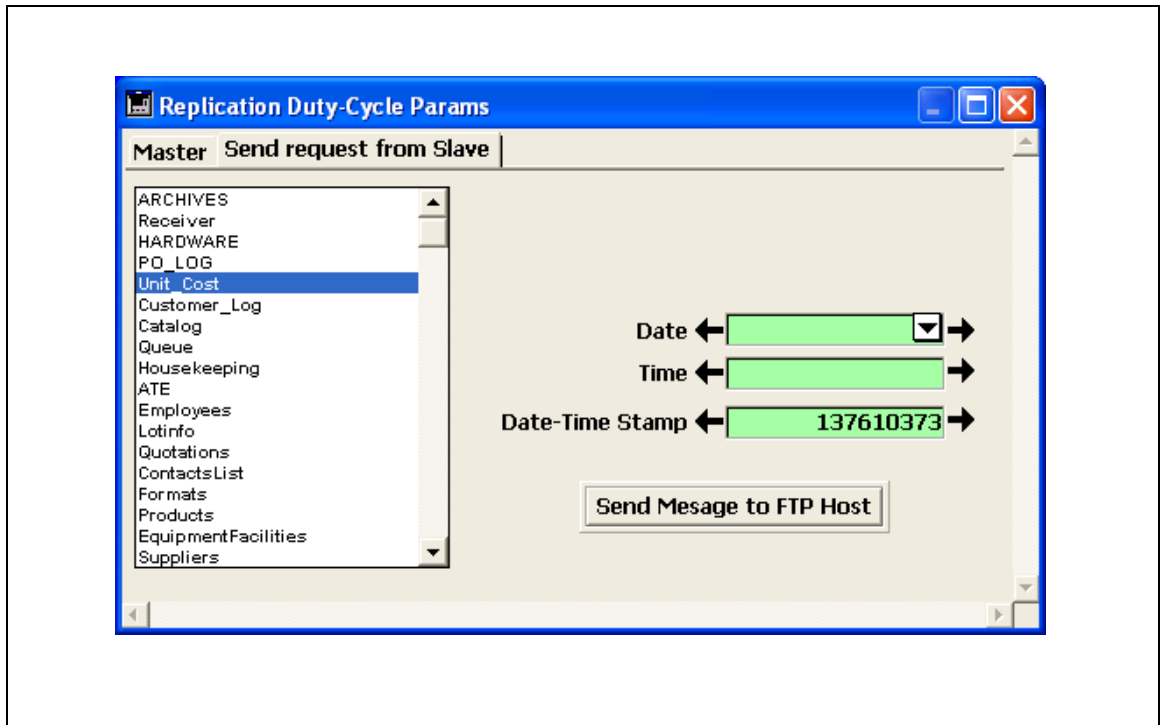 Replication Duty-Cycle Params
Master Send request from Slave
ARCHIVES
Receiver
HARDWARE
PO_LOG
Unit_Cost
Customer_Log
Catalog
Queue
Housekeeping
ATE
Employees
Lotinfo
Quotations
ContactsList
Formats
Products
EquipmentFacilities
Suppliers
Date
Time
Date-Time Stamp 137610373
Send Mesage to FTP Host